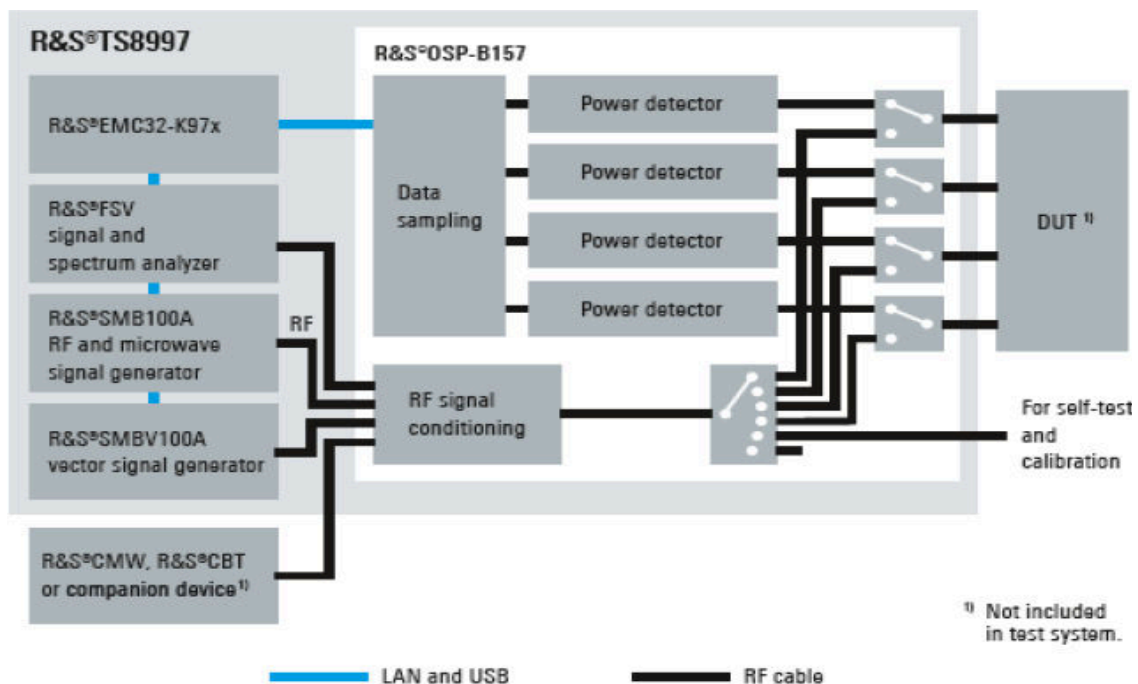 R&S®TS8997
R&S®OSP-B157
R&S®EMC32-K97x
R&S®FSV
signal and
spectrum analyzer
R&S®SMB100A
RF and microwave
signal generator
R&S®SMBV100A
vector signal generator
R&S®CMW, R&S®CBT
or companion device¹⁾
RF
Data
sampling
Power detector
Power detector
Power detector
Power detector
RF signal
conditioning
DUT ¹⁾
For self-test
and
calibration
¹⁾ Not included
in test system.
LAN and USB
RF cable